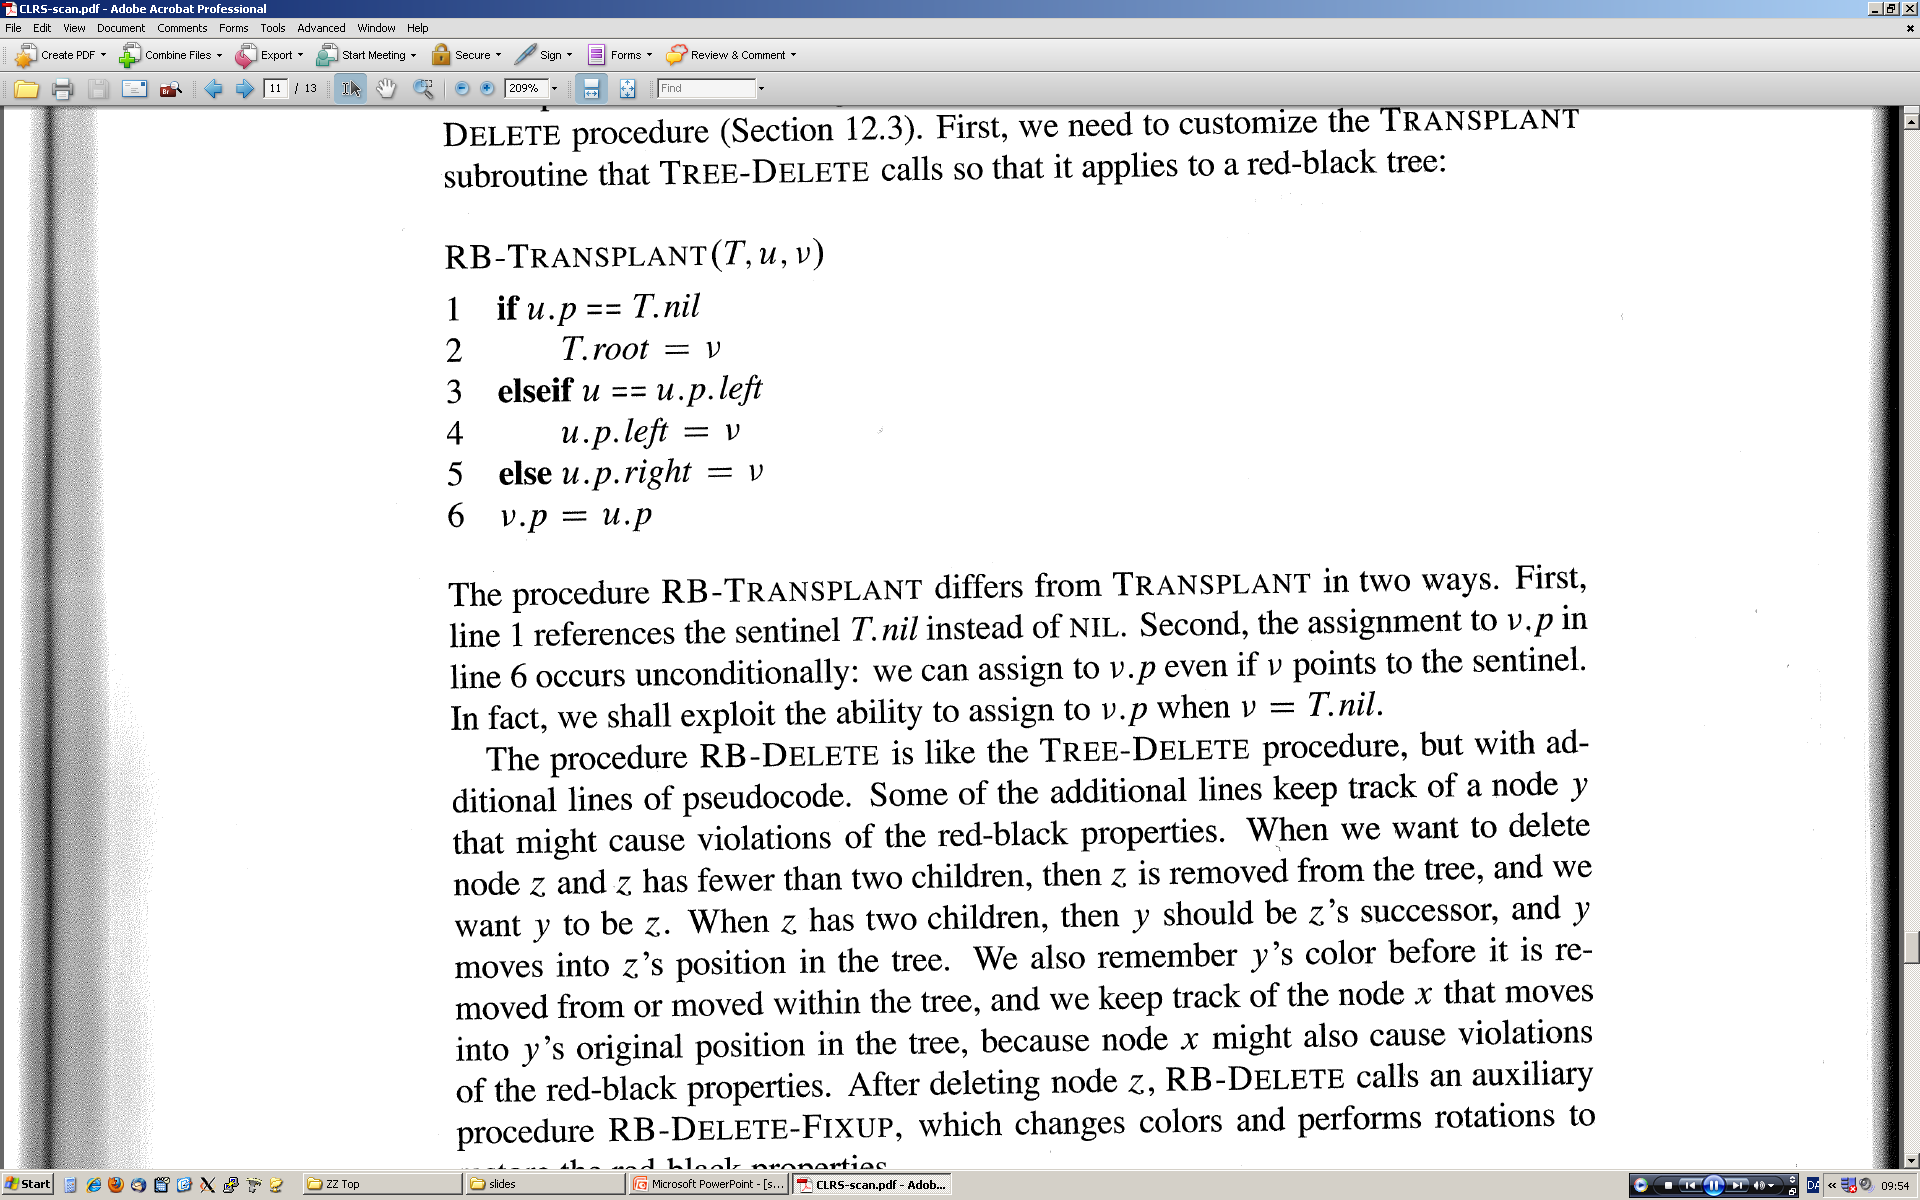 CLRS-scan.pdf - Adobe Acrobat Professional
File Edit View Document Comments Forms Tools Advanced Window Help
Create PDF Combine Files Export Start Meeting Secure Sign Forms Review & Comment
11 / 13 209% Find
DELETE procedure (Section 12.3). First, we need to customize the TRANSPLANT
subroutine that TREE-DELETE calls so that it applies to a red-black tree:
RB-TRANSPLANT(T, u, v)
1 if u.p == T.nil
2 T.root = v
3 elseif u == u.p.left
4 u.p.left = v
5 else u.p.right = v
6 v.p = u.p
The procedure RB-TRANSPLANT differs from TRANSPLANT in two ways. First,
line 1 references the sentinel T.nil instead of NIL. Second, the assignment to v.p in
line 6 occurs unconditionally: we can assign to v.p even if v points to the sentinel.
In fact, we shall exploit the ability to assign to v.p when v = T.nil.
The procedure RB-DELETE is like the TREE-DELETE procedure, but with ad-
ditional lines of pseudocode. Some of the additional lines keep track of a node y
that might cause violations of the red-black properties. When we want to delete
node z and z has fewer than two children, then z is removed from the tree, and we
want y to be z. When z has two children, then y should be z's successor, and y
moves into z's position in the tree. We also remember y's color before it is re-
moved from or moved within the tree, and we keep track of the node x that moves
into y's original position in the tree, because node x might also cause violations
of the red-black properties. After deleting node z, RB-DELETE calls an auxiliary
procedure RB-DELETE-FIXUP, which changes colors and performs rotations to
restore the red-black properties.
Start ZZ Top slides Microsoft PowerPoint - [s... CLRS-scan.pdf - Adob... DA 09:54